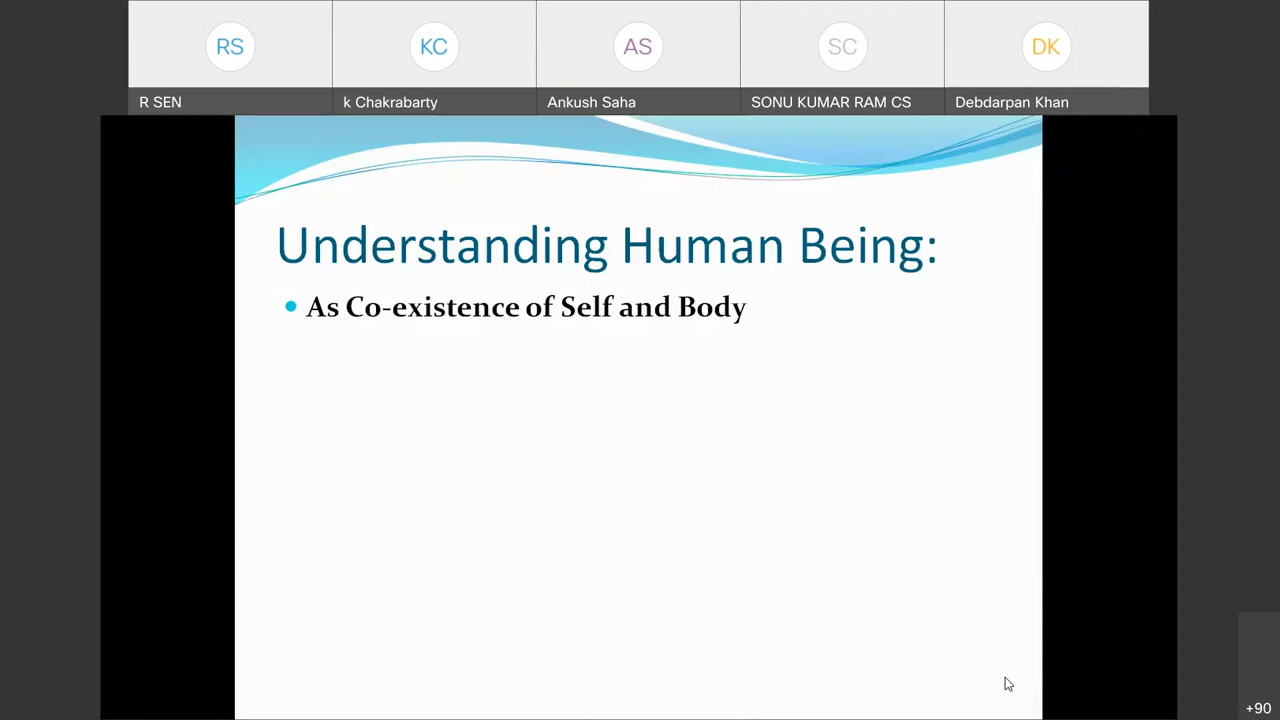 RS
KC
AS
SC
DK
R SEN
k Chakrabarty
Ankush Saha
SONU KUMAR RAM CS
Debdarpan Khan
Understanding Human Being:
As Co-existence of Self and Body
+90